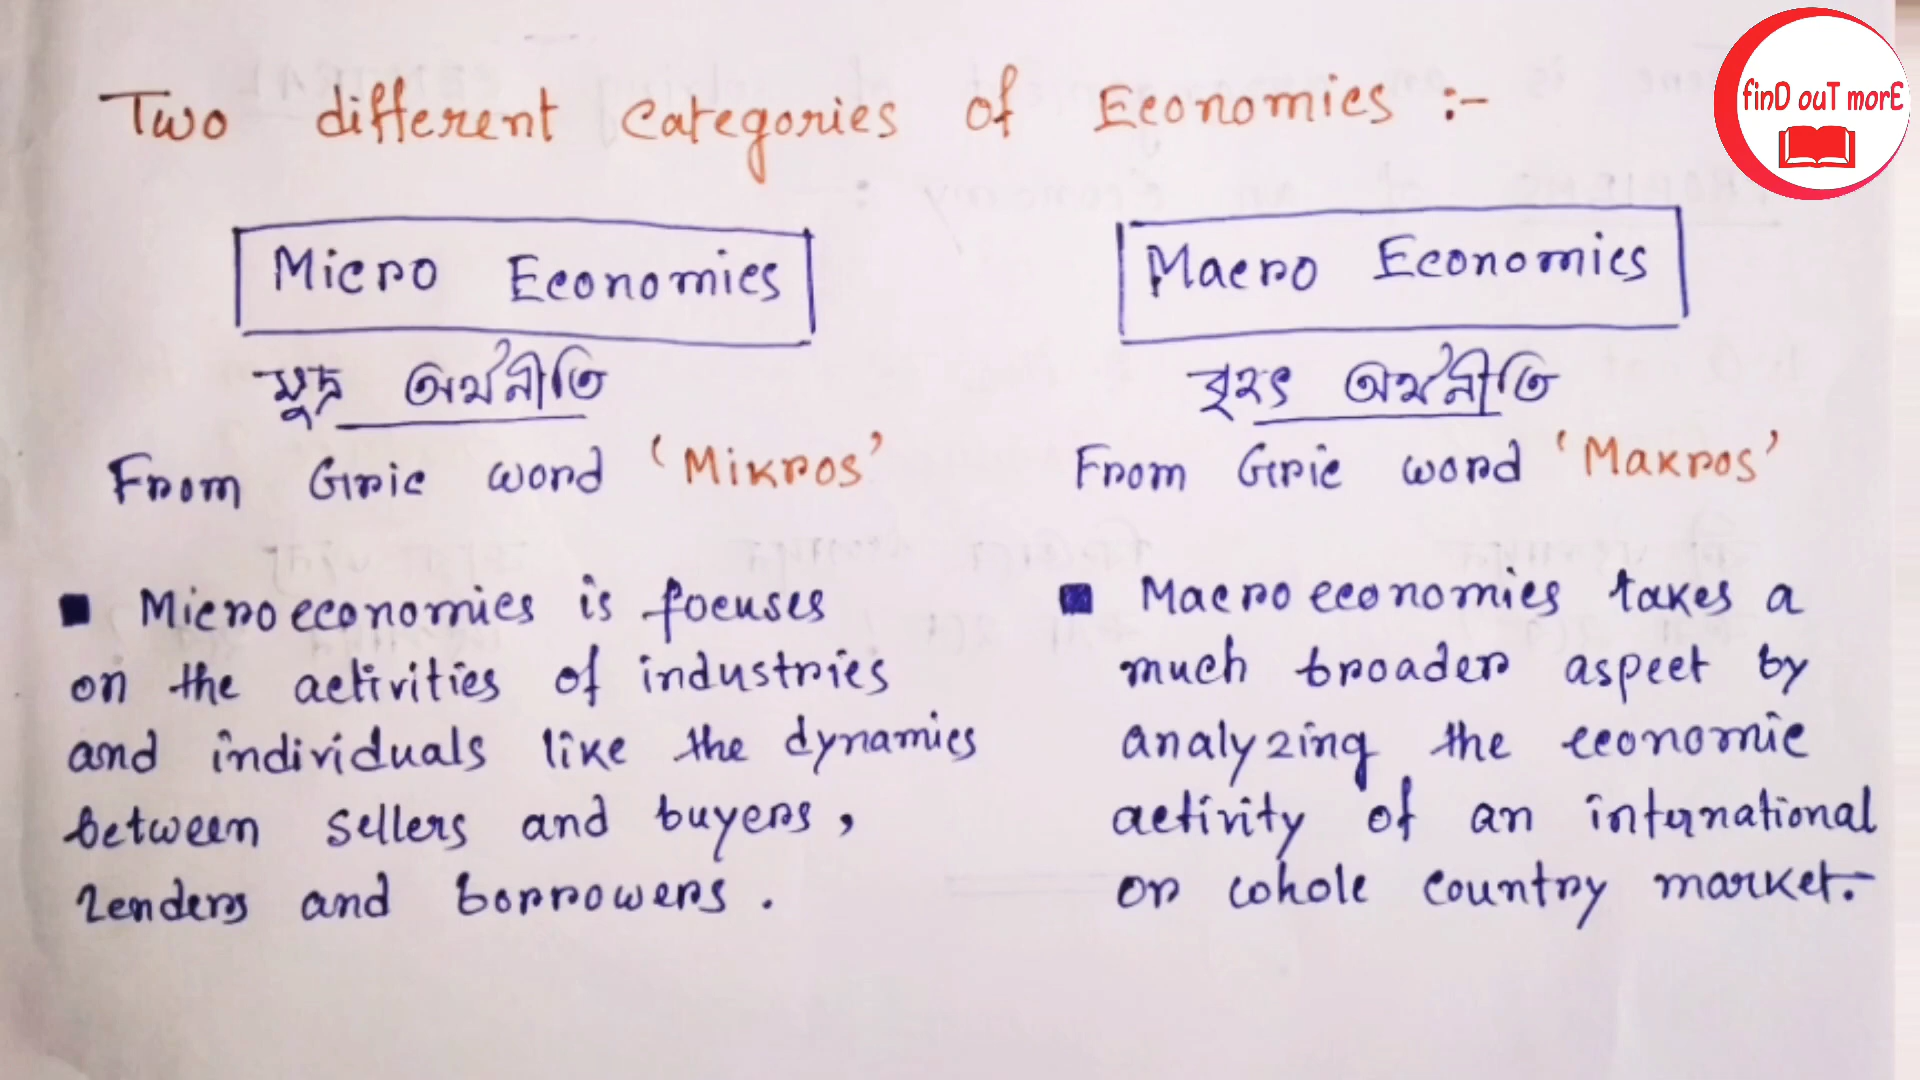 Two different categories of Economics :-
finD ouT morE
Micro Economics
ক্ষুদ্র অর্থনীতি
From Gric word 'Mikros'
■ Microeconomics is focuses
on the activities of industries
and individuals like the dynamics
between sellers and buyers,
lenders and borrowers.
Macro Economics
বৃহৎ অর্থনীতি
From Gric word 'Makros'
■ Macroeconomics takes a
much broader aspect by
analyzing the economic
activity of an international
or whole country market.